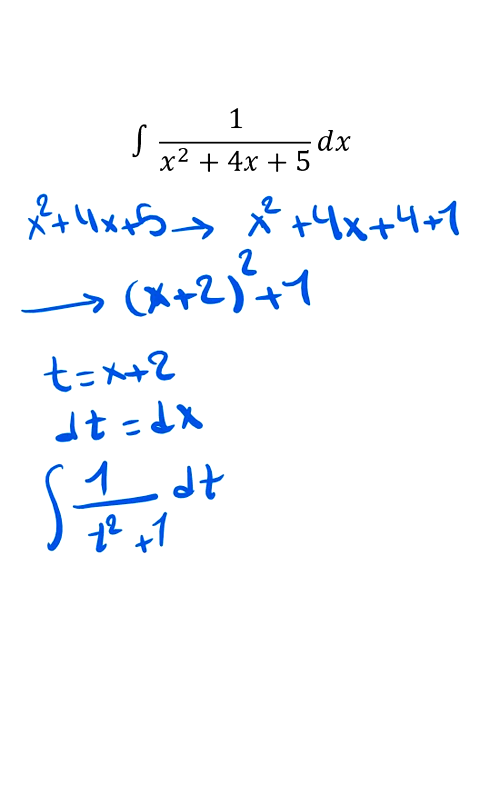 ∫ 1/(x² + 4x + 5) dx
x²+4x+5 → x²+4x+4+1
→ (x+2)²+1
t=x+2
dt=dx
∫ 1/(t²+1) dt